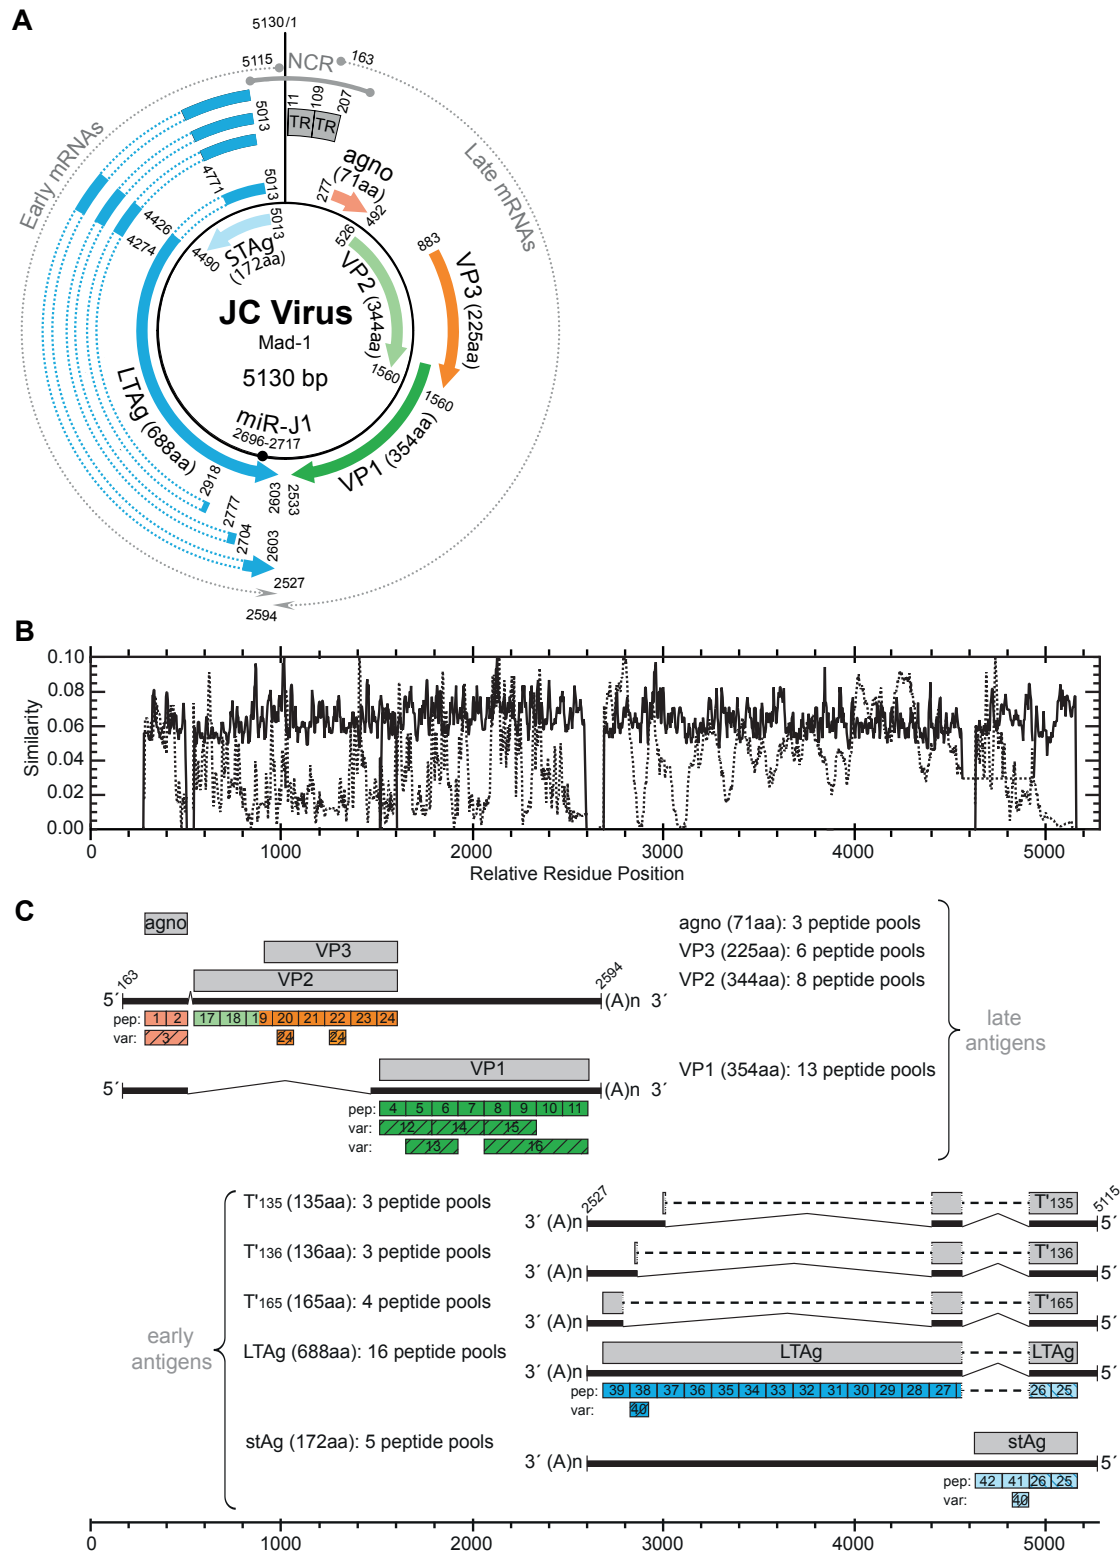 A
5130/1
5115
NCR
163
11
109
207
TR
TR
5013
Early mRNAs
Late mRNAs
agno
(71aa)
277
492
4771
5013
5013
4426
4274
4490
STAg
(172aa)
526
883
VP2 (344aa)
VP3 (225aa)
JC Virus
Mad-1
5130 bp
1560
1560
miR-J1
2696-2717
LTAg (688aa)
VP1 (354aa)
2918
2777
2704
2603
2603
2533
2527
2594
B
0.10
0.08
0.06
0.04
0.02
0.00
Similarity
0
1000
2000
3000
4000
5000
Relative Residue Position
C
agno
VP3
VP2
163
2594
5´
(A)n 3´
pep: 1 2 17 18 19 20 21 22 23 24
var: 3 24 24
VP1
5´
(A)n 3´
pep: 4 5 6 7 8 9 10 11
var: 12 14 15
var: 13 16
agno (71aa): 3 peptide pools
VP3 (225aa): 6 peptide pools
VP2 (344aa): 8 peptide pools
VP1 (354aa): 13 peptide pools
late
antigens
early
antigens
T'135 (135aa): 3 peptide pools
T'136 (136aa): 3 peptide pools
T'165 (165aa): 4 peptide pools
LTAg (688aa): 16 peptide pools
stAg (172aa): 5 peptide pools
2527
5115
T'135
3´ (A)n
5´
T'136
3´ (A)n
5´
T'165
3´ (A)n
5´
LTAg
LTAg
3´ (A)n
5´
pep: 39 38 37 36 35 34 33 32 31 30 29 28 27 26 25
var: 40
stAg
3´ (A)n
5´
pep: 42 41 26 25
var: 40
0
1000
2000
3000
4000
5000